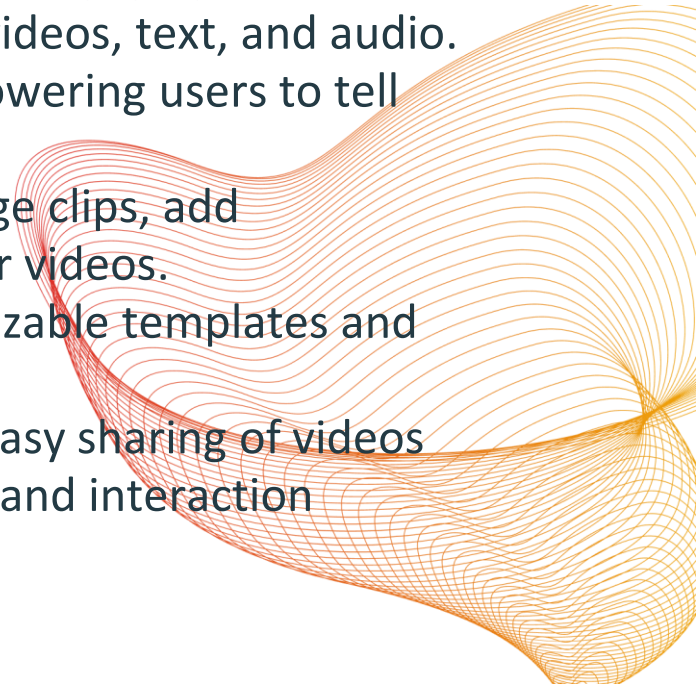 ideos, text, and audio.
owering users to tell
ge clips, add
r videos.
zable templates and
asy sharing of videos
and interaction